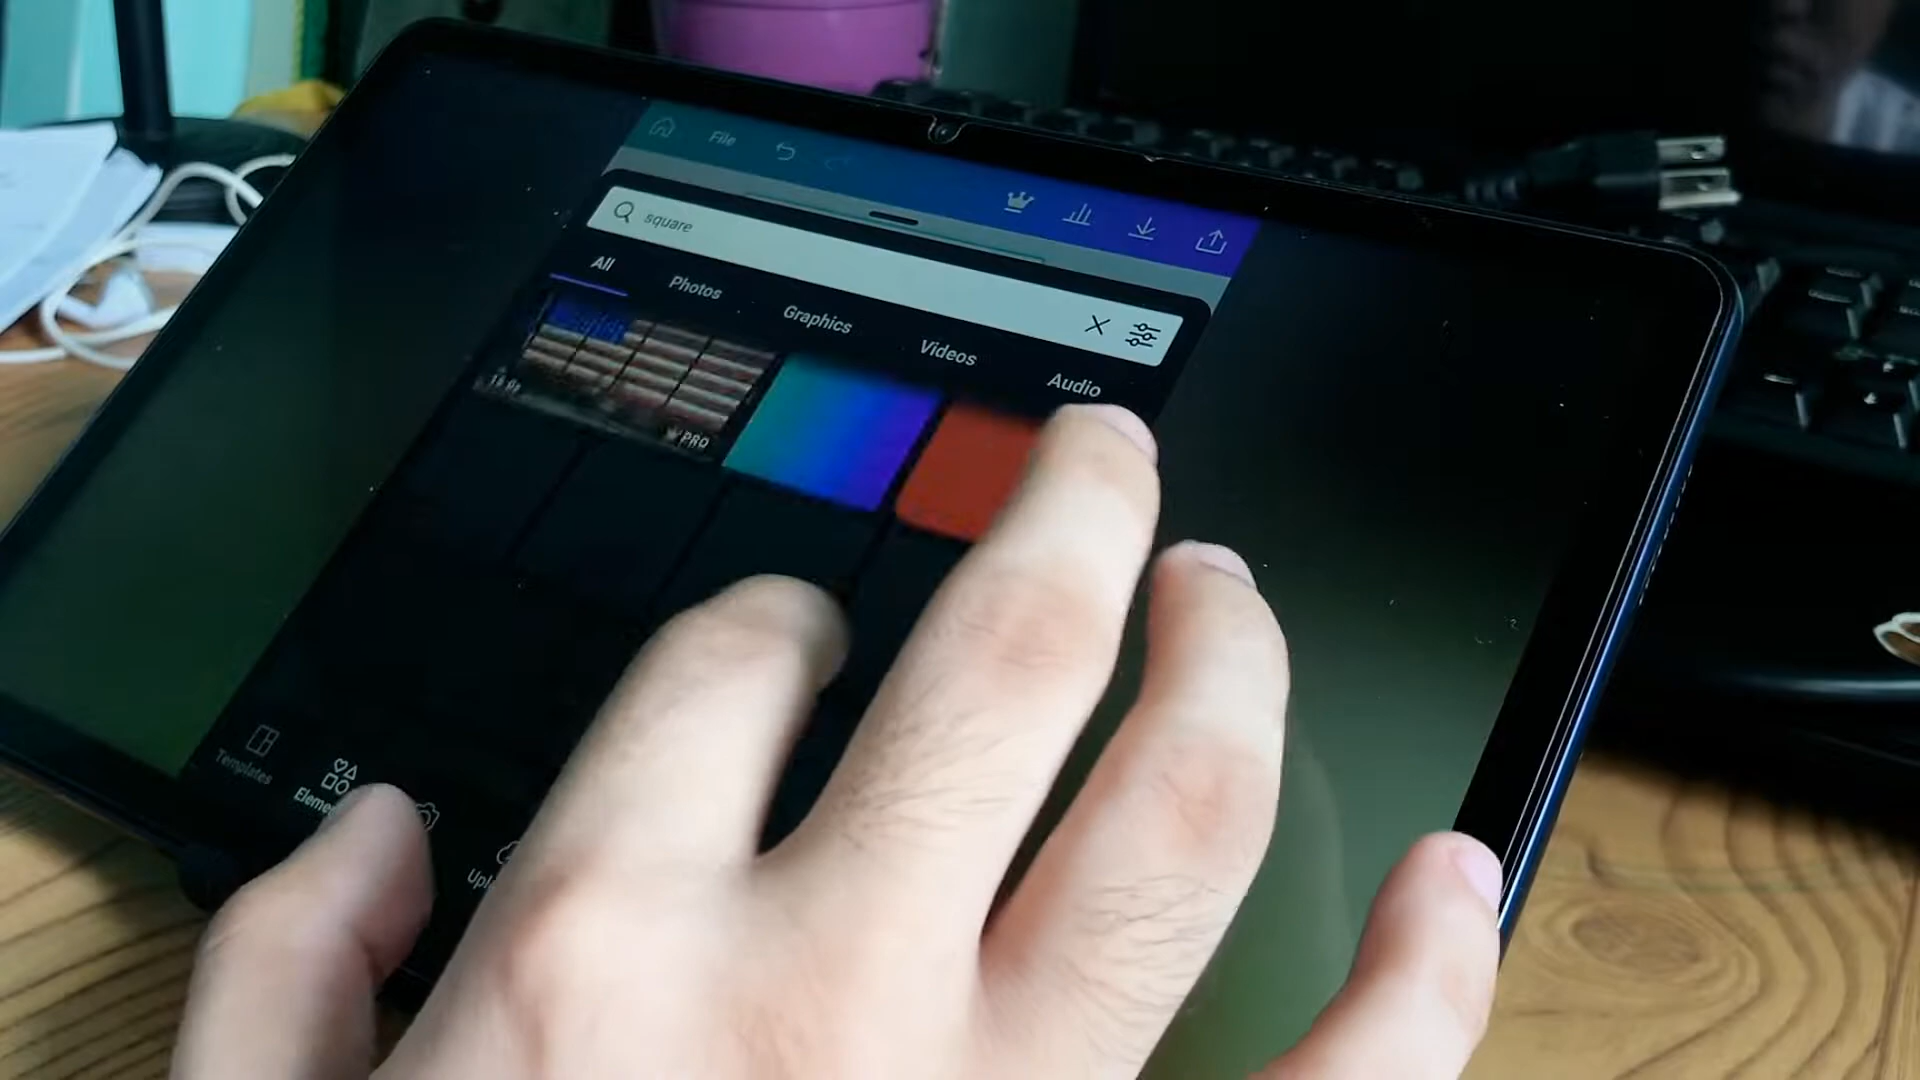 File
square
All
Photos
Graphics
Videos
Audio
PRO
Templates